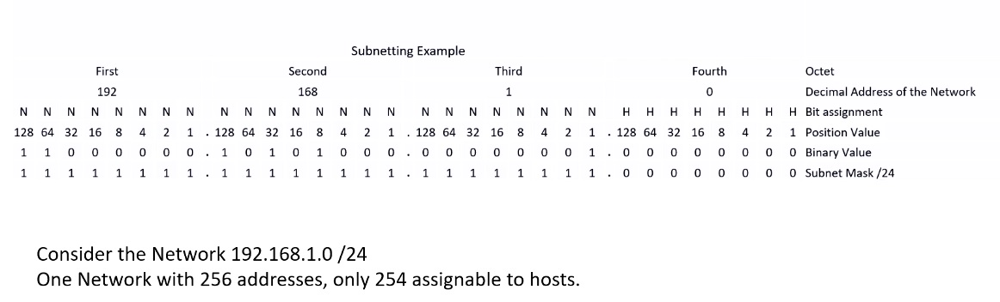 Subnetting Example
First Second Third Fourth Octet
192 168 1 0 Decimal Address of the Network
N N N N N N N N N N N N N N N N N N N N N N N N H H H H H H H H Bit assignment
128 64 32 16 8 4 2 1 . 128 64 32 16 8 4 2 1 . 128 64 32 16 8 4 2 1 . 128 64 32 16 8 4 2 1 Position Value
1 1 0 0 0 0 0 0 . 1 0 1 0 1 0 0 0 . 0 0 0 0 0 0 0 1 . 0 0 0 0 0 0 0 0 Binary Value
1 1 1 1 1 1 1 1 . 1 1 1 1 1 1 1 1 . 1 1 1 1 1 1 1 1 . 0 0 0 0 0 0 0 0 Subnet Mask /24
Consider the Network 192.168.1.0 /24
One Network with 256 addresses, only 254 assignable to hosts.